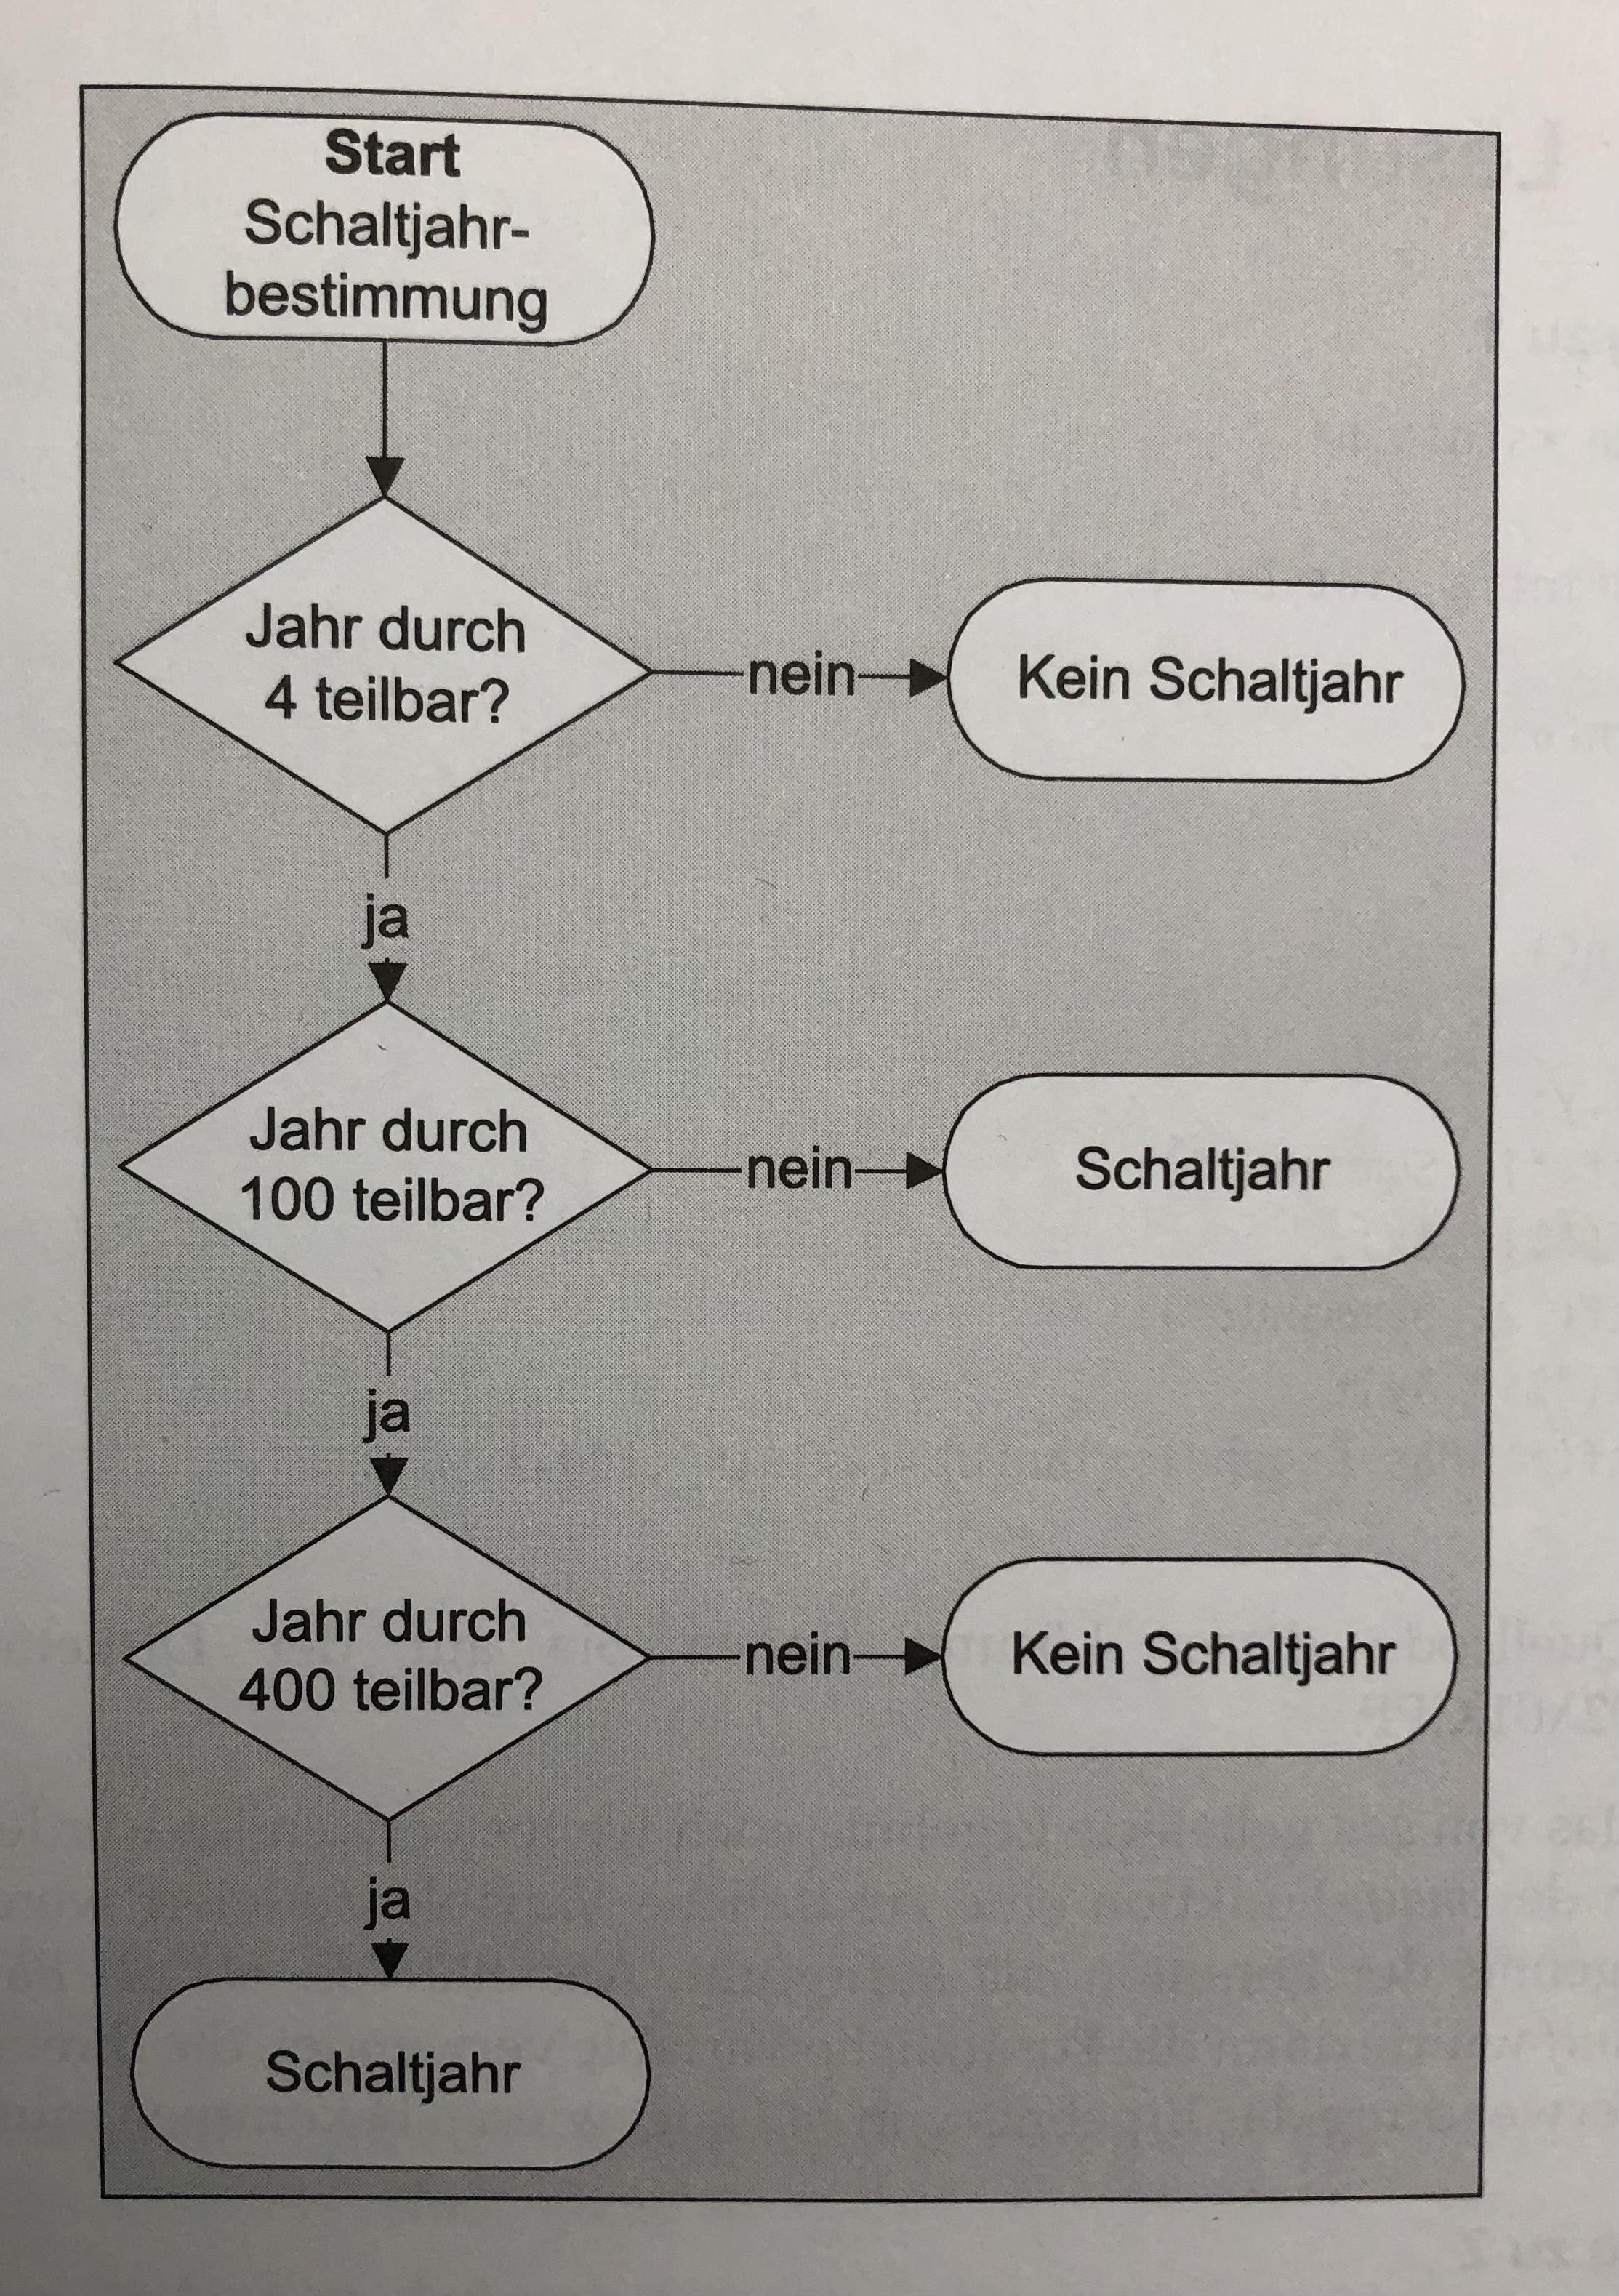 Start
Schaltjahr-
bestimmung
Jahr durch
4 teilbar?
nein
Kein Schaltjahr
ja
Jahr durch
100 teilbar?
nein
Schaltjahr
ja
Jahr durch
400 teilbar?
nein
Kein Schaltjahr
ja
Schaltjahr